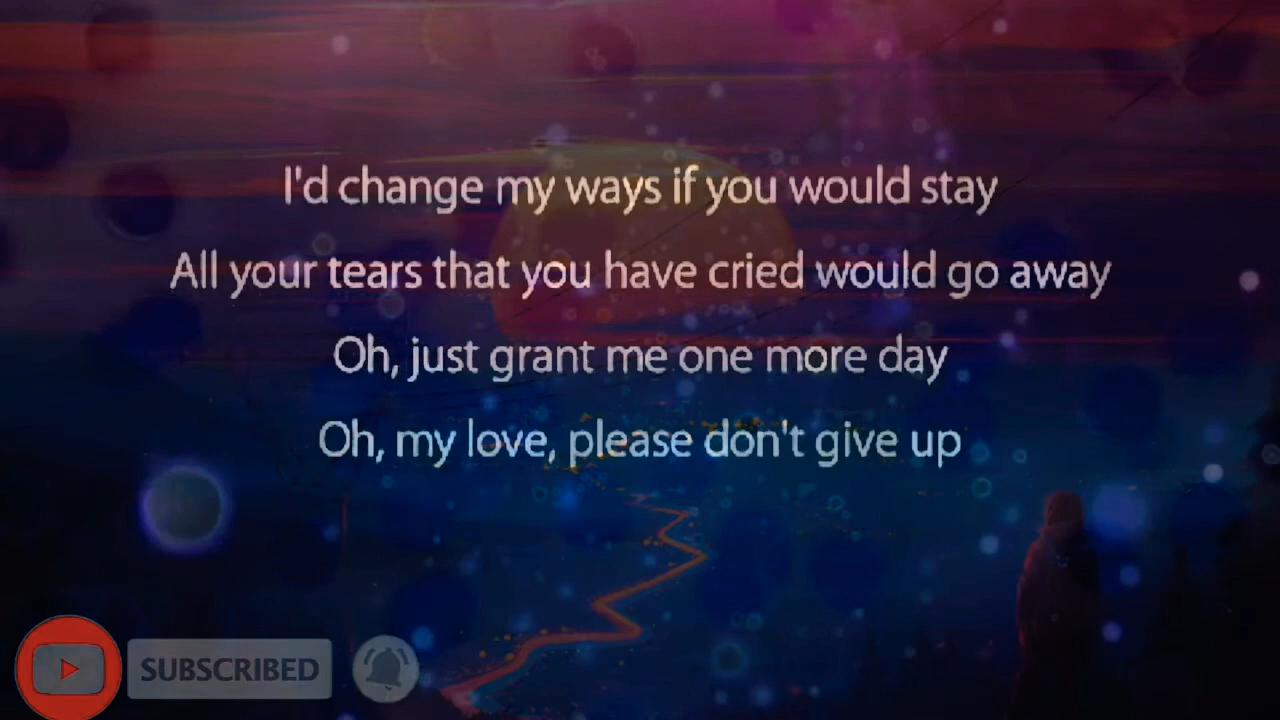 I'd change my ways if you would stay
All your tears that you have cried would go away
Oh, just grant me one more day
Oh, my love, please don't give up
SUBSCRIBED